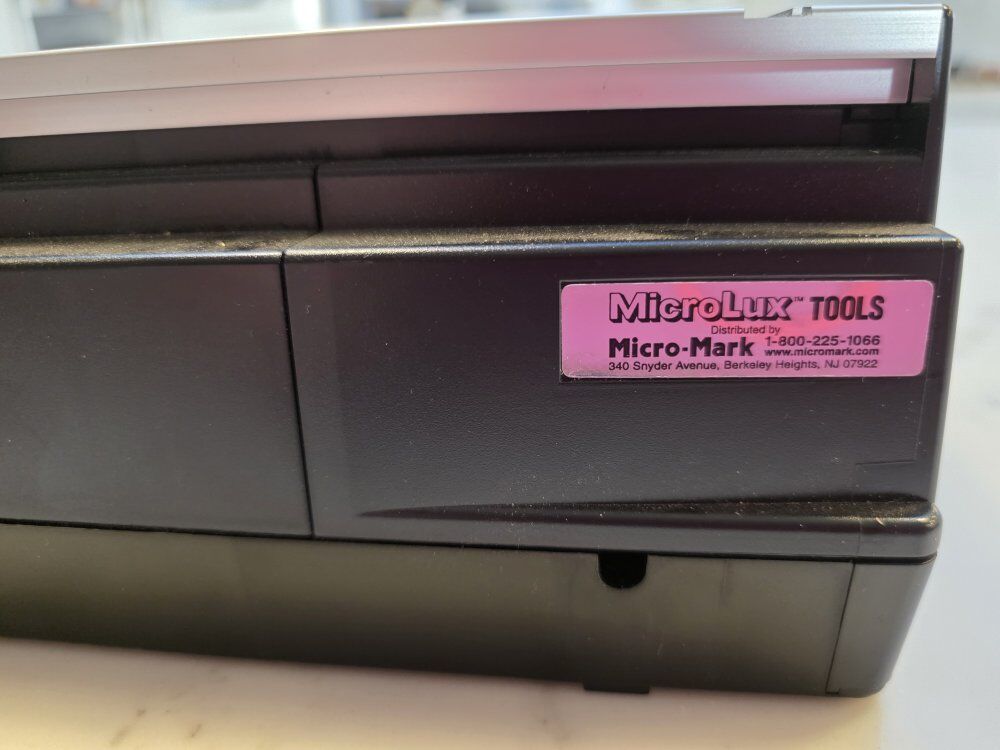 MicroLux™ TOOLS
Distributed by
Micro-Mark 1-800-225-1066
www.micromark.com
340 Snyder Avenue, Berkeley Heights, NJ 07922